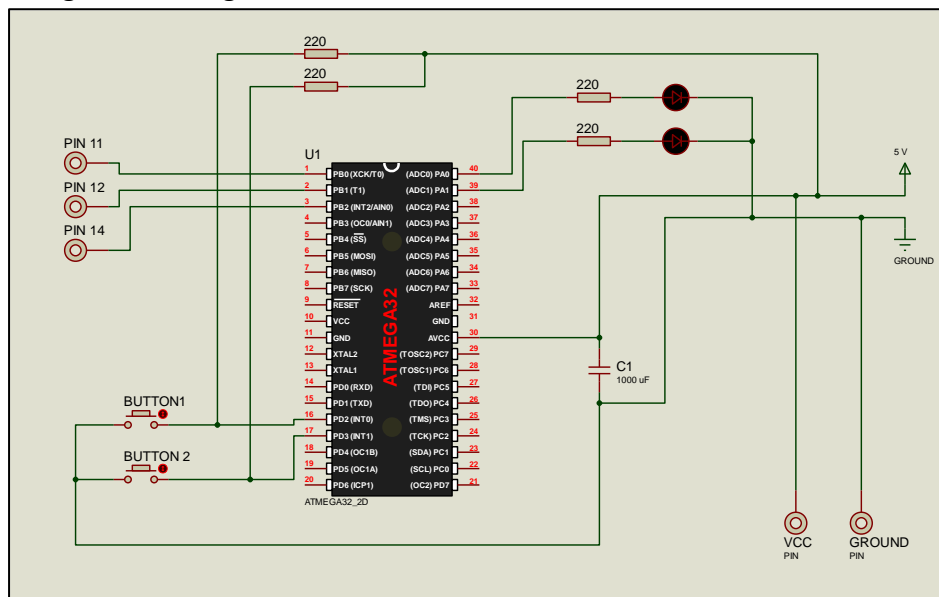 220
220
220
220
PIN 11
PIN 12
PIN 14
U1
1 PB0 (XCK/T0) (ADC0) PA0 40
2 PB1 (T1) (ADC1) PA1 39
3 PB2 (INT2/AIN0) (ADC2) PA2 38
4 PB3 (OC0/AIN1) (ADC3) PA3 37
5 PB4 (SS) (ADC4) PA4 36
6 PB5 (MOSI) (ADC5) PA5 35
7 PB6 (MISO) (ADC6) PA6 34
8 PB7 (SCK) (ADC7) PA7 33
9 RESET AREF 32
10 VCC GND 31
11 GND AVCC 30
12 XTAL2 (TOSC2) PC7 29
13 XTAL1 (TOSC1) PC6 28
14 PD0 (RXD) (TDI) PC5 27
15 PD1 (TXD) (TDO) PC4 26
16 PD2 (INT0) (TMS) PC3 25
17 PD3 (INT1) (TCK) PC2 24
18 PD4 (OC1B) (SDA) PC1 23
19 PD5 (OC1A) (SCL) PC0 22
20 PD6 (ICP1) (OC2) PD7 21
ATMEGA32
ATMEGA32_2D
BUTTON1
BUTTON 2
5 V
GROUND
C1
1000 uF
VCC
PIN
GROUND
PIN